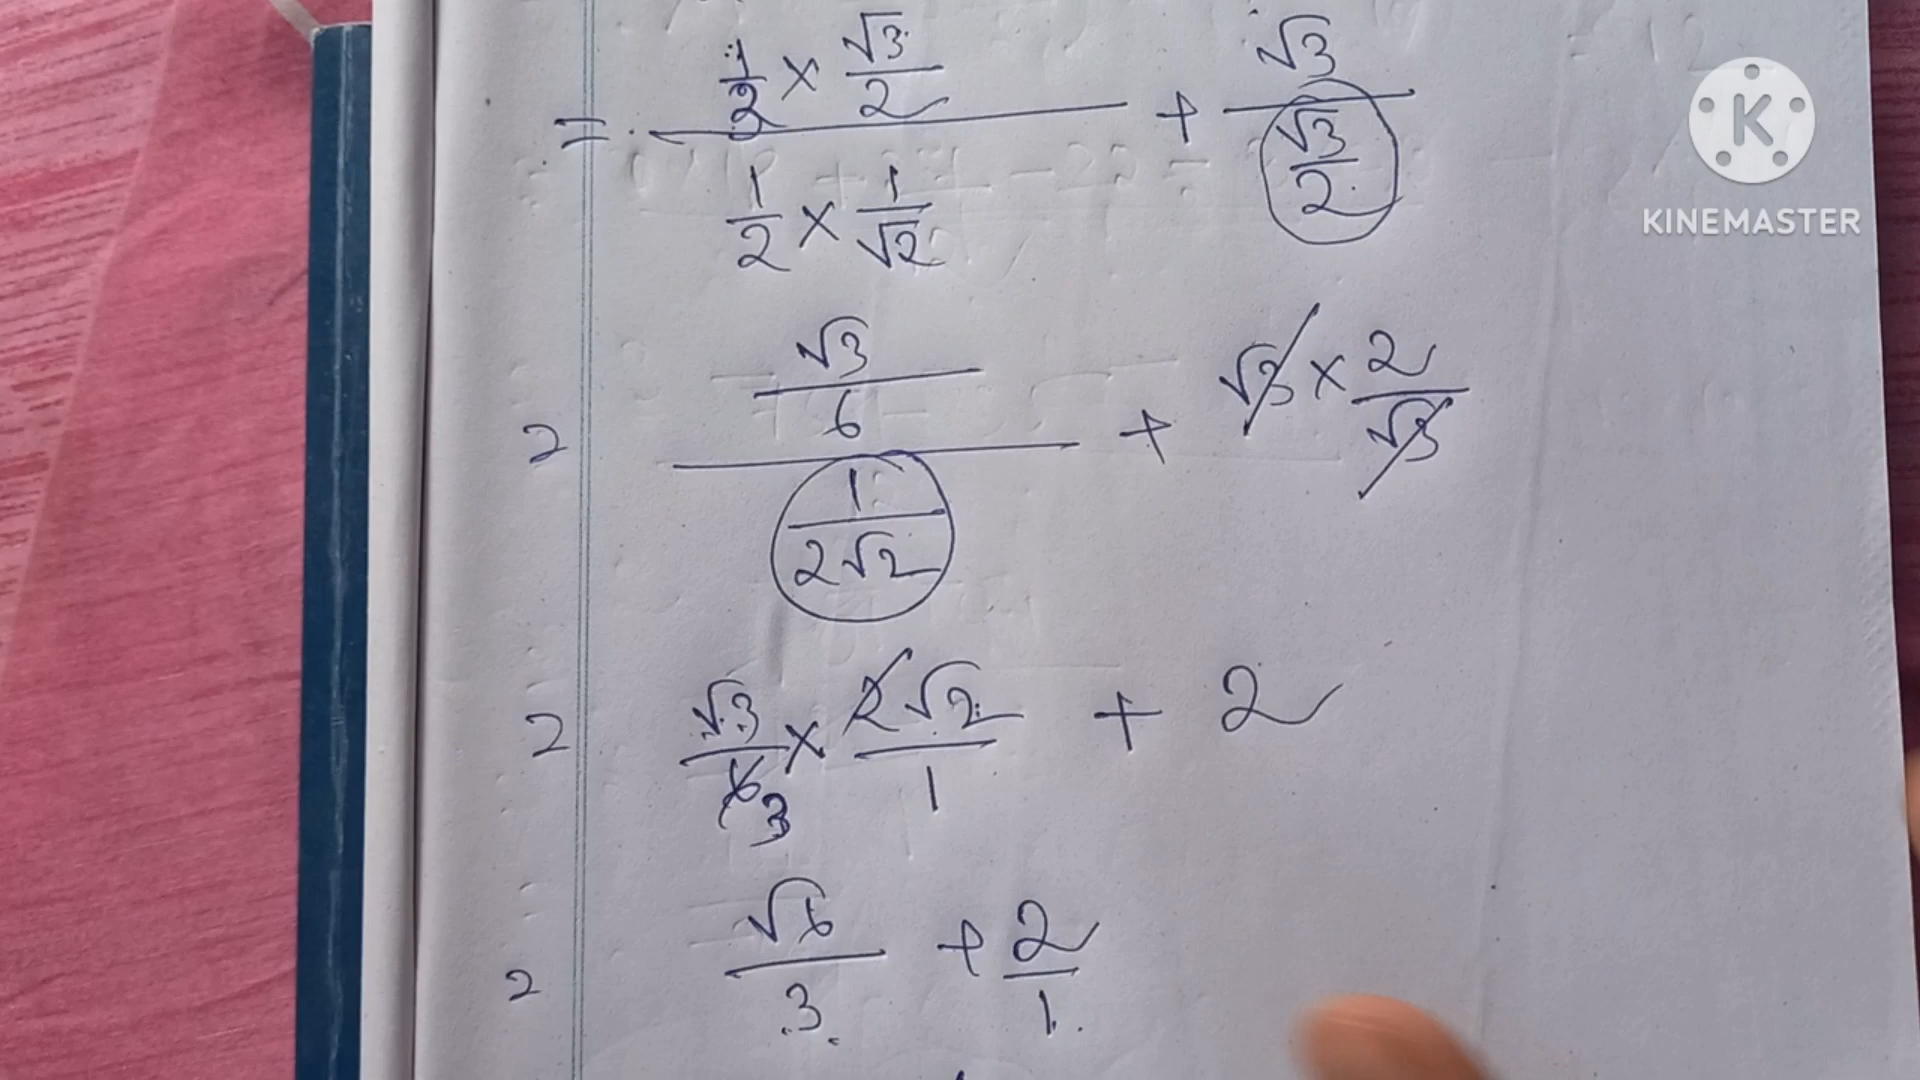 = (1/2 × √3/2)/(1/2 × 1/√2) + √3/(√3/2)
= (√3/6)/(1/(2√2)) + √3 × 2/√3
= √3/6 3 × 2√2/1 + 2
= √6/3 + 2/1
K
KINEMASTER